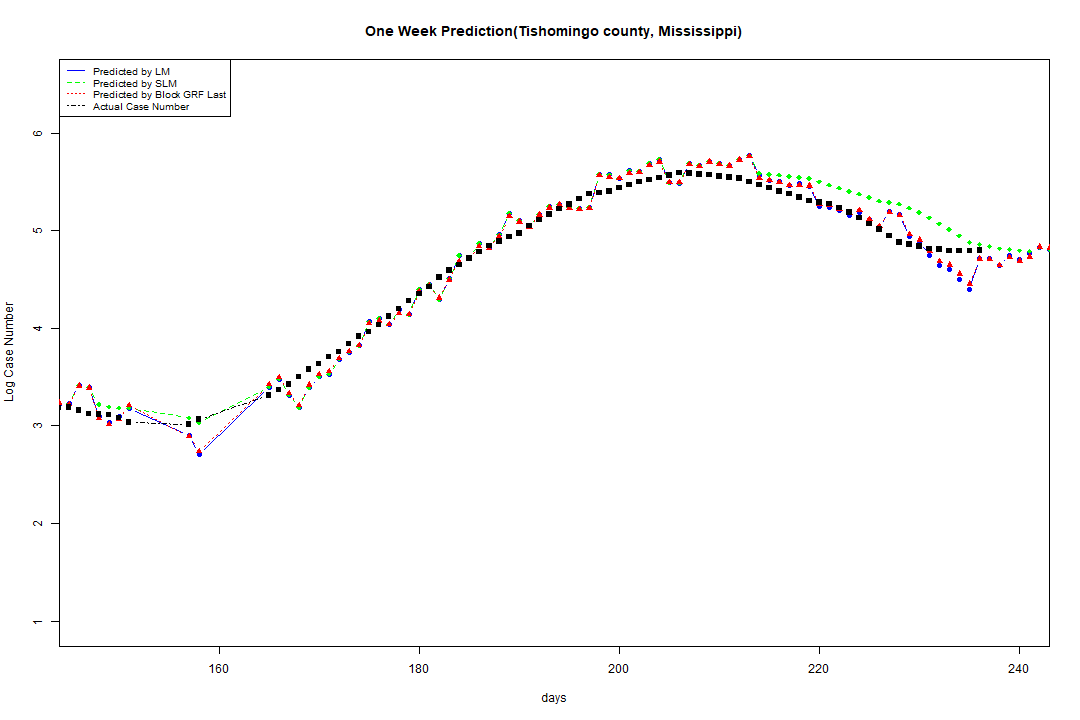 One Week Prediction(Tishomingo county, Mississippi)
Predicted by LM
Predicted by SLM
Predicted by Block GRF Last
Actual Case Number
6
5
4
3
2
1
Log Case Number
160 180 200 220 240
days